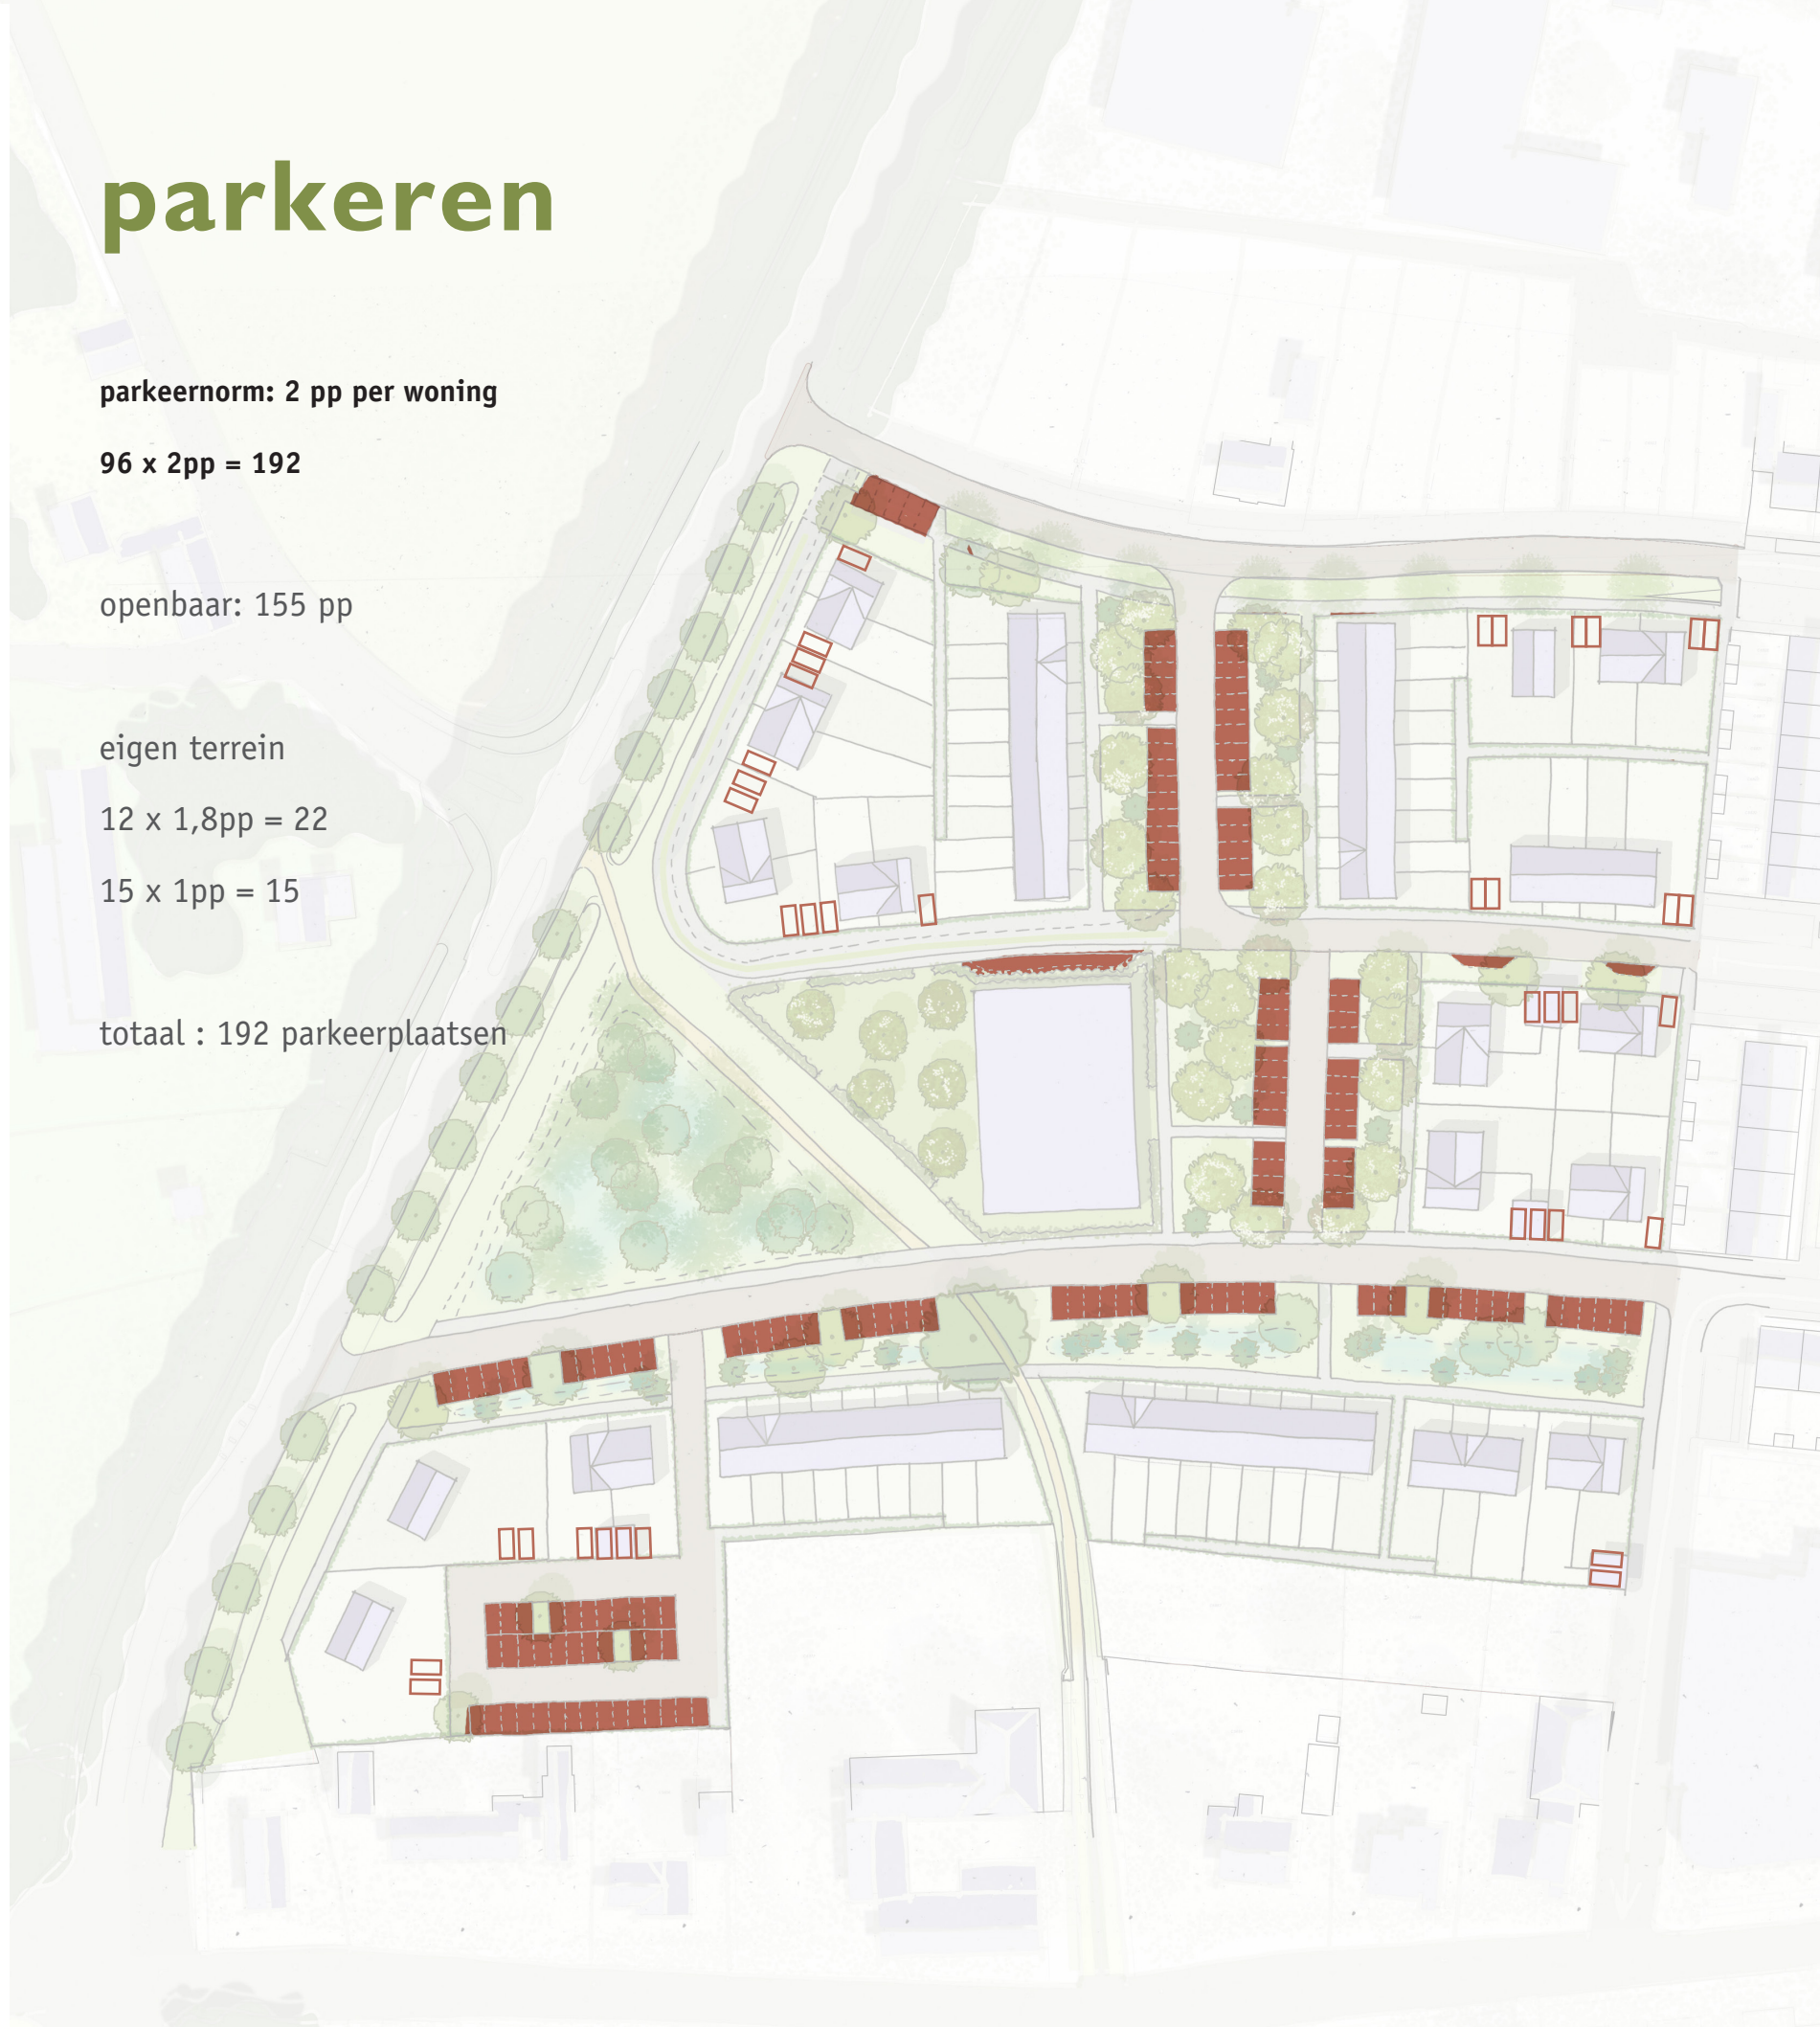 parkeren
parkeernorm: 2 pp per woning
96 x 2pp = 192
openbaar: 155 pp
eigen terrein
12 x 1,8pp = 22
15 x 1pp = 15
totaal : 192 parkeerplaatsen